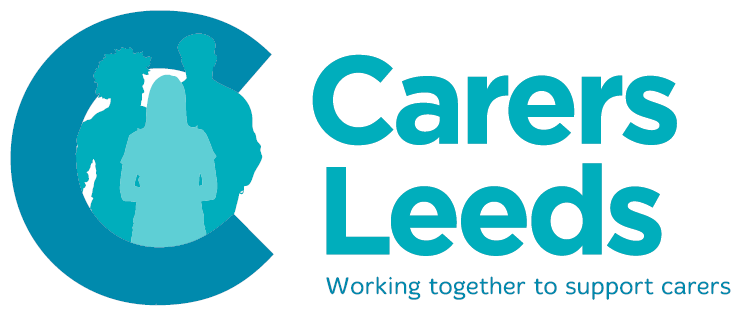 Carers
Leeds
Working together to support carers